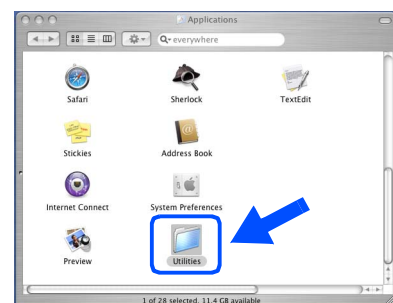 Applications
everywhere
Safari
Sherlock
TextEdit
Stickies
Address Book
Internet Connect
System Preferences
Preview
Utilities
1 of 28 selected, 11.4 GB available